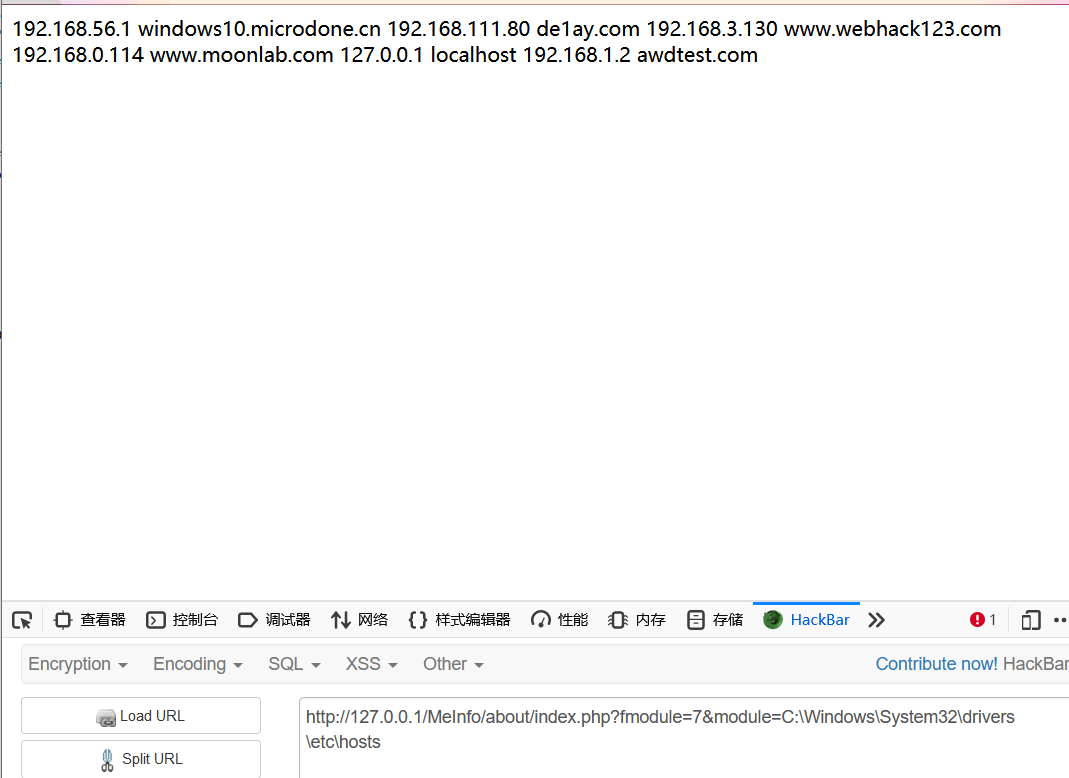 192.168.56.1 windows10.microdone.cn 192.168.111.80 de1ay.com 192.168.3.130 www.webhack123.com
192.168.0.114 www.moonlab.com 127.0.0.1 localhost 192.168.1.2 awdtest.com
查看器 控制台 调试器 网络 样式编辑器 性能 内存 存储 HackBar 1
Encryption Encoding SQL XSS Other Contribute now! HackBar
Load URL
http://127.0.0.1/MeInfo/about/index.php?fmodule=7&module=C:\Windows\System32\drivers
\etc\hosts
Split URL